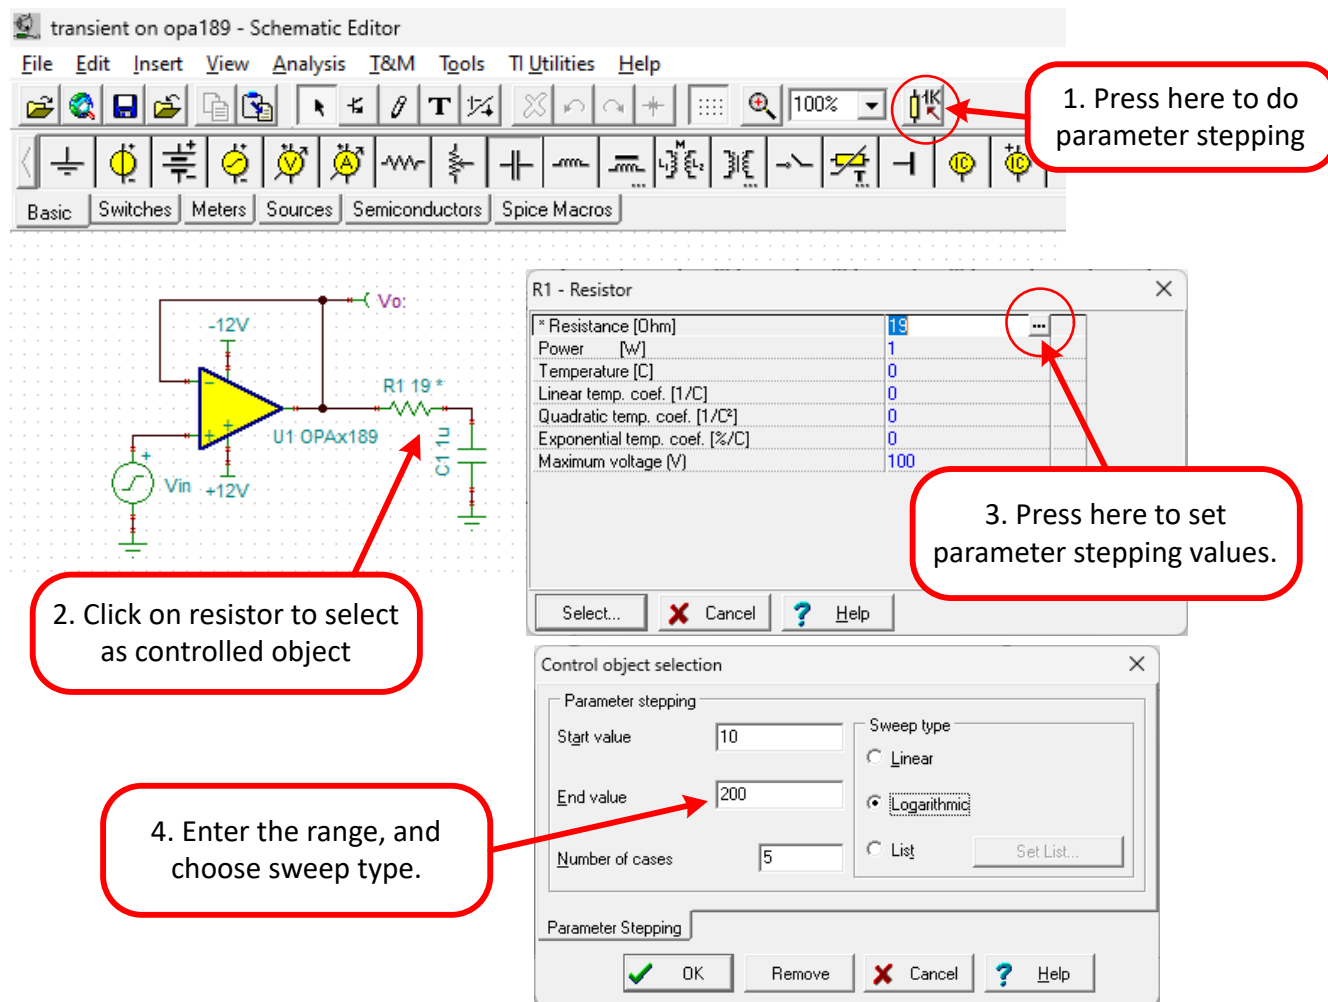 transient on opa189 - Schematic Editor
File Edit Insert View Analysis T&M Tools TI Utilities Help
T 100% 1K
1. Press here to do
parameter stepping
Basic Switches Meters Sources Semiconductors Spice Macros
Vo:
-12V
R1 19 *
U1 OPAx189
C1 1u
Vin
+12V
2. Click on resistor to select
as controlled object
R1 - Resistor
* Resistance [Ohm] 19 ...
Power [W] 1
Temperature [C] 0
Linear temp. coef. [1/C] 0
Quadratic temp. coef. [1/C²] 0
Exponential temp. coef. [%/C] 0
Maximum voltage (V) 100
3. Press here to set
parameter stepping values.
Select... Cancel ? Help
Control object selection
Parameter stepping
Start value 10
End value 200
Number of cases 5
Sweep type
Linear
Logarithmic
List Set List...
4. Enter the range, and
choose sweep type.
Parameter Stepping
OK Remove Cancel ? Help